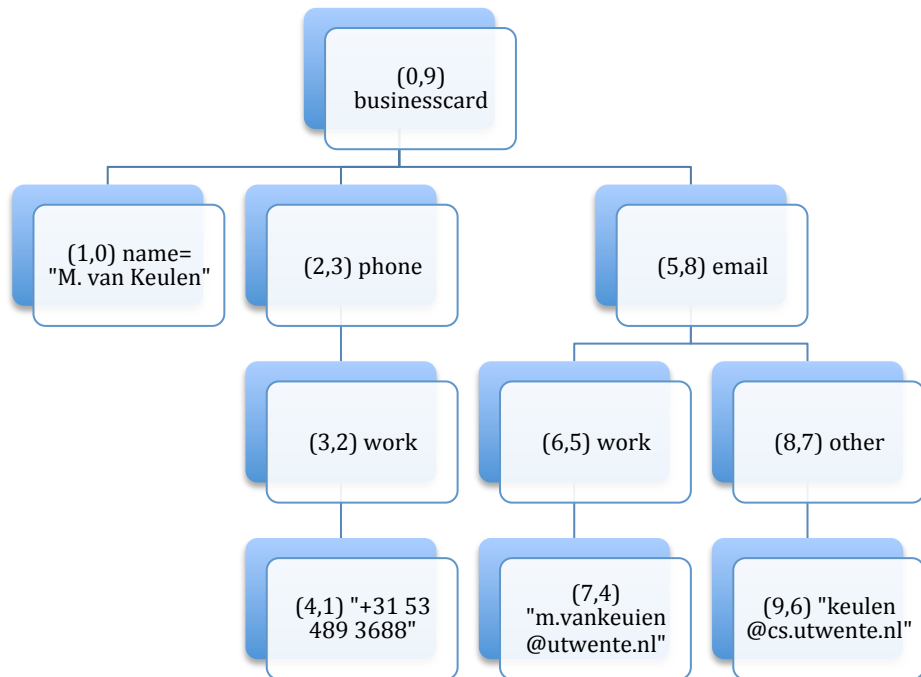 (0,9)
businesscard
(1,0) name=
"M. van Keulen"
(2,3) phone
(5,8) email
(3,2) work
(6,5) work
(8,7) other
(4,1) "+31 53
489 3688"
(7,4)
"m.vankeuien
@utwente.nl"
(9,6) "keulen
@cs.utwente.nl"